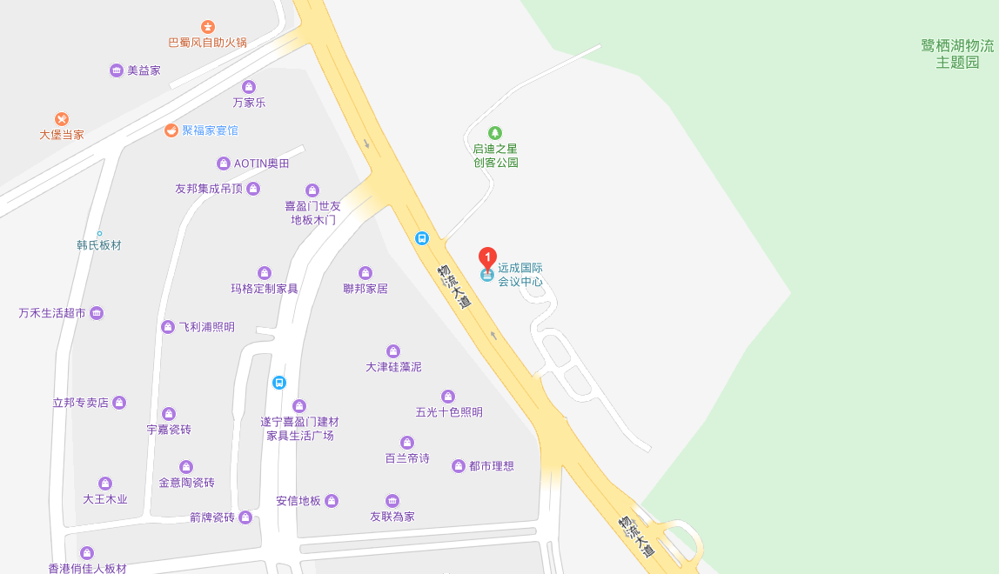 巴蜀风自助火锅
鹭栖湖物流
主题园
美益家
万家乐
大堡当家
聚福家宴馆
启迪之星
创客公园
AOTIN奥田
友邦集成吊顶
喜盈门世友
地板木门
韩氏板材
1
远成国际
会议中心
物流大道
玛格定制家具
聯邦家居
万禾生活超市
飞利浦照明
大津硅藻泥
立邦专卖店
五光十色照明
宇嘉瓷砖
遂宁喜盈门建材
家具生活广场
百兰帝诗
都市理想
金意陶瓷砖
大王木业
安信地板
友联為家
箭牌瓷砖
物流大道
香港俏佳人板材